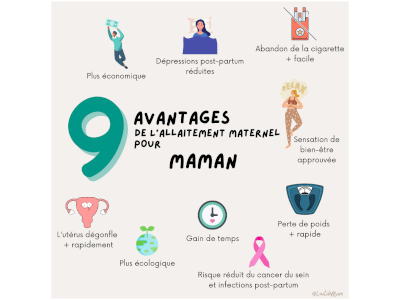 Plus économique
Dépressions post-partum
réduites
Abandon de la cigarette
+ facile
RELAX
9 AVANTAGES
DE L'ALLAITEMENT MATERNEL
POUR
MAMAN
Sensation de
bien-être
approuvée
L'utérus dégonfle
+ rapidement
Plus écologique
Gain de temps
Perte de poids
+ rapide
Risque réduit du cancer du sein
et infections post-partum